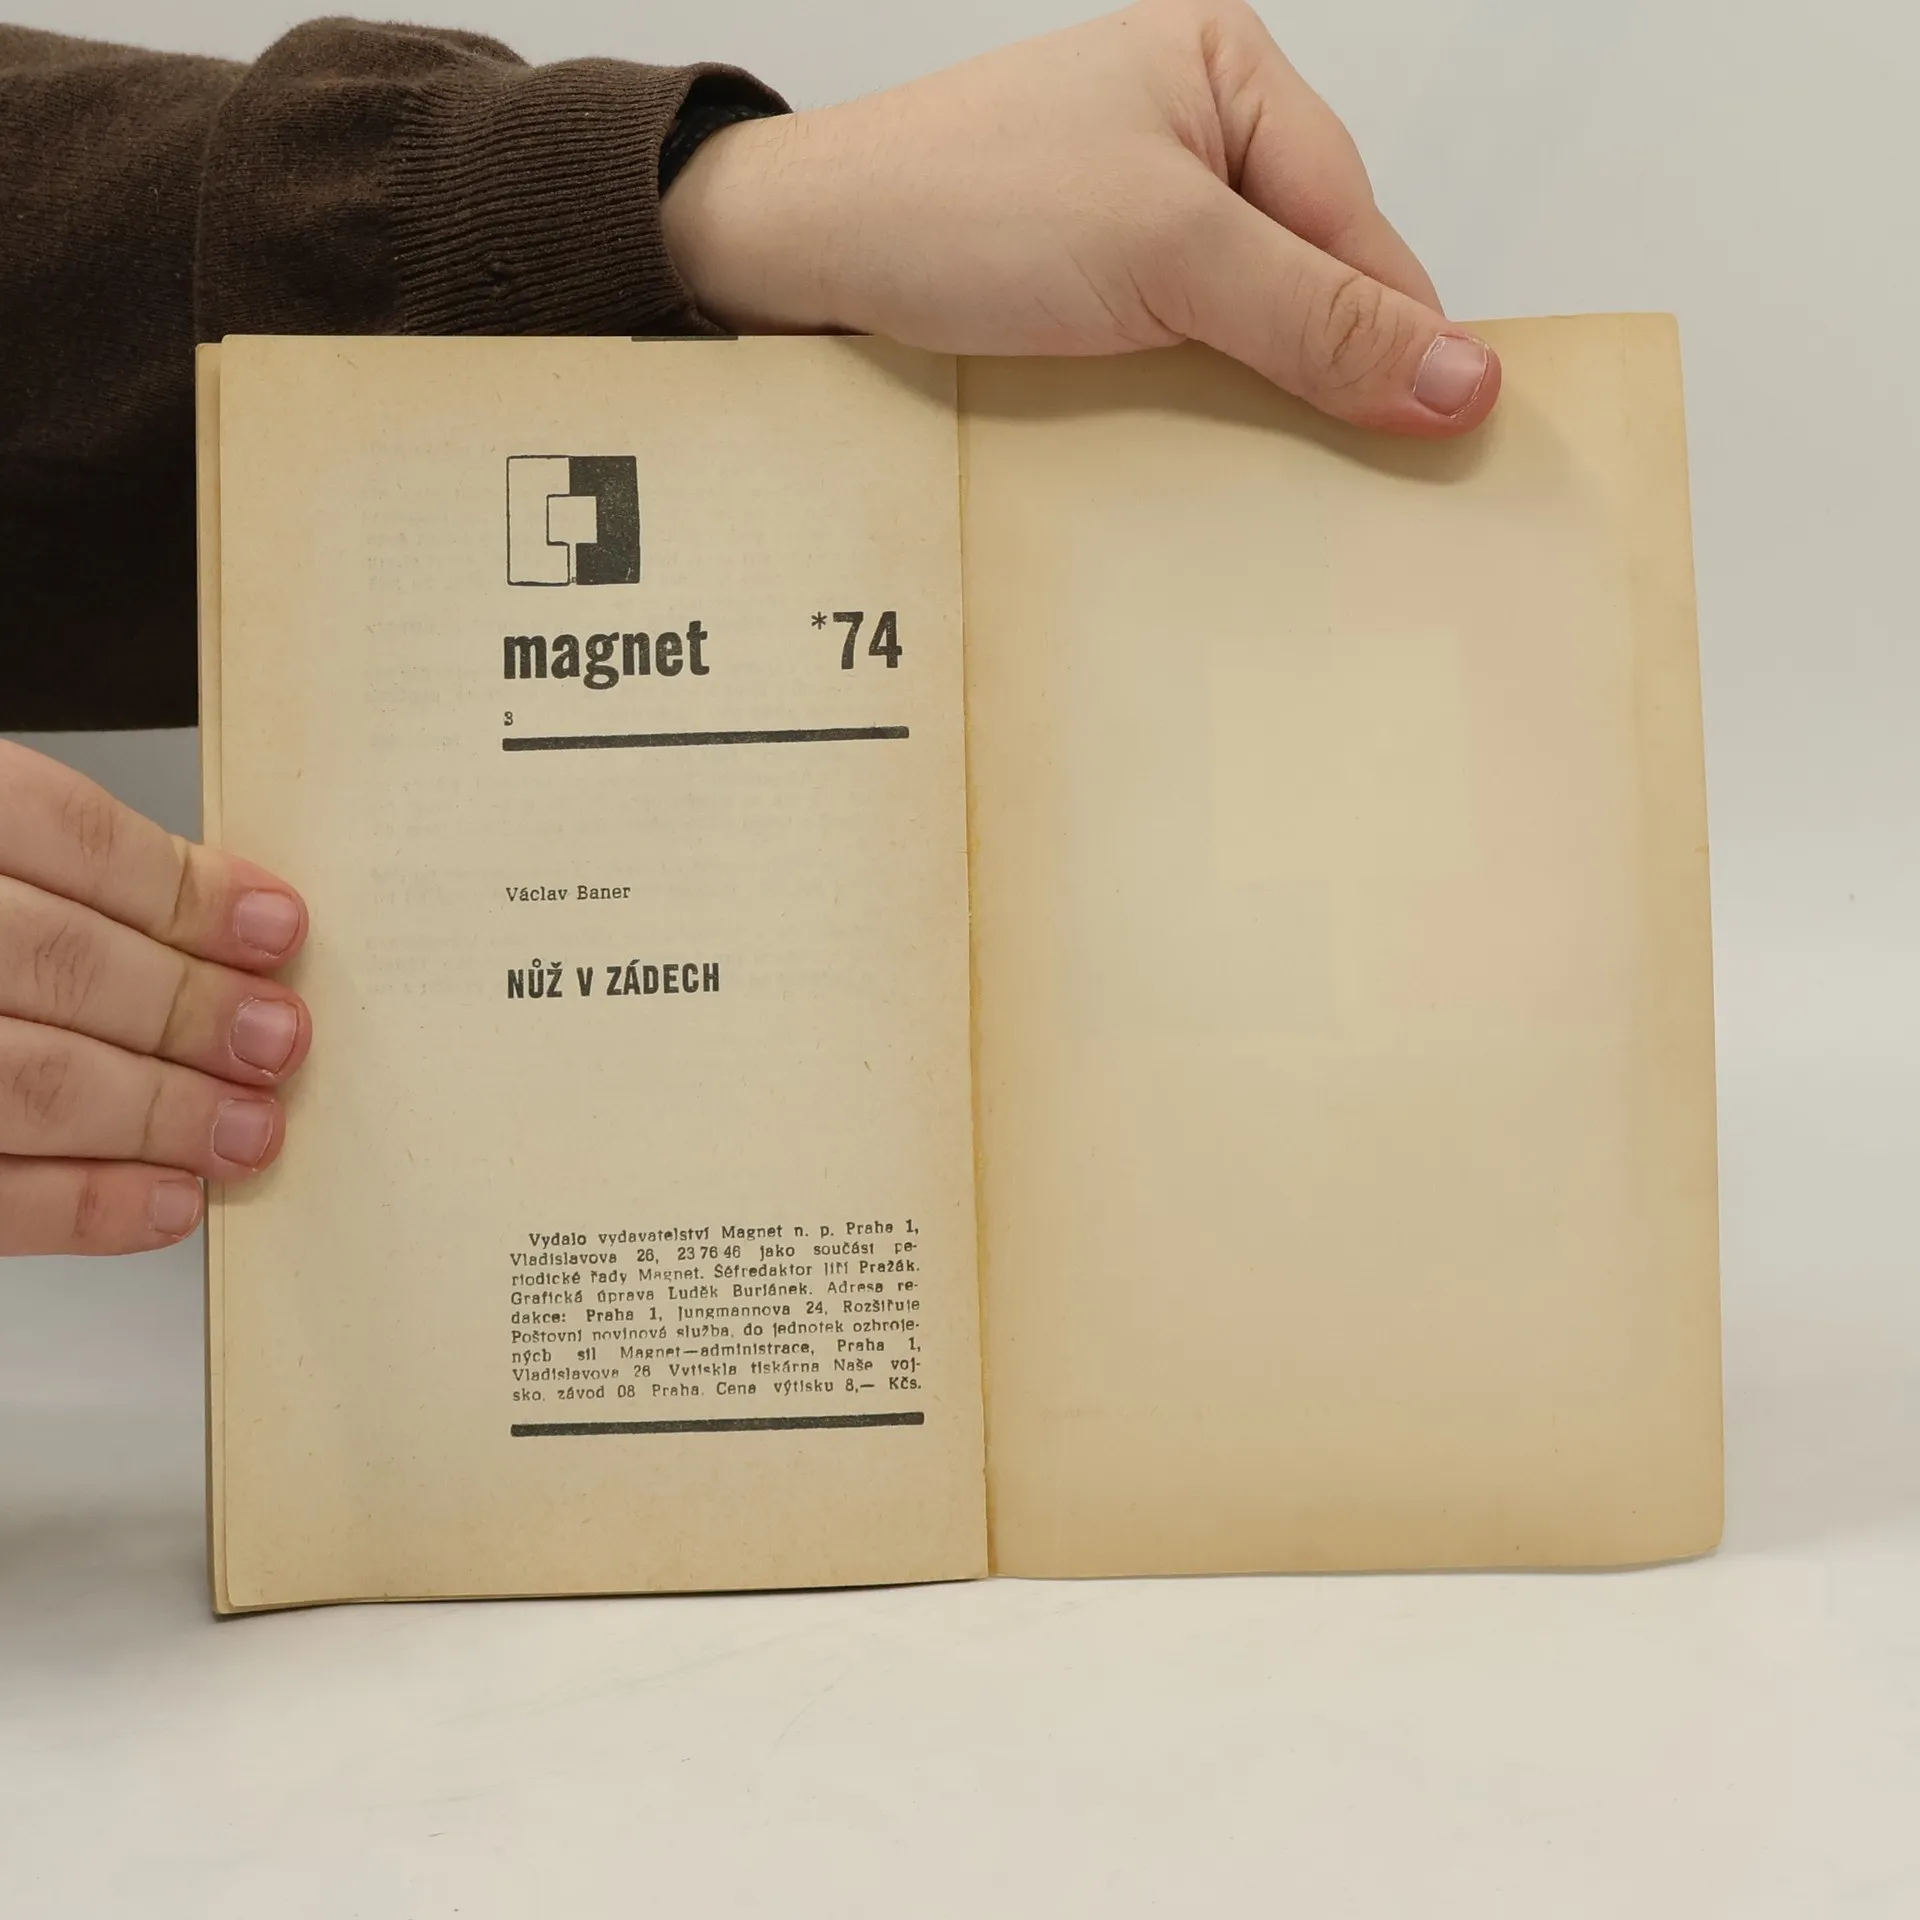 magnet *74
3
Václav Baner
NŮŽ V ZÁDECH
Vydalo vydavatelství Magnet n. p. Praha 1,
Vladislavova 26, 23 76 46 jako součást pe-
riodické řady Magnet. Šéfredaktor Jiří Pražák.
Grafická úprava Luděk Buriánek. Adresa re-
dakce: Praha 1, Jungmannova 24, Rozšiřuje
Poštovní novinová služba, do jednotek ozbroje-
ných sil Magnet—administrace, Praha 1,
Vladislavova 26 Vytiskla tiskárna Naše voj-
sko, závod 08 Praha. Cena výtisku 8,— Kčs.